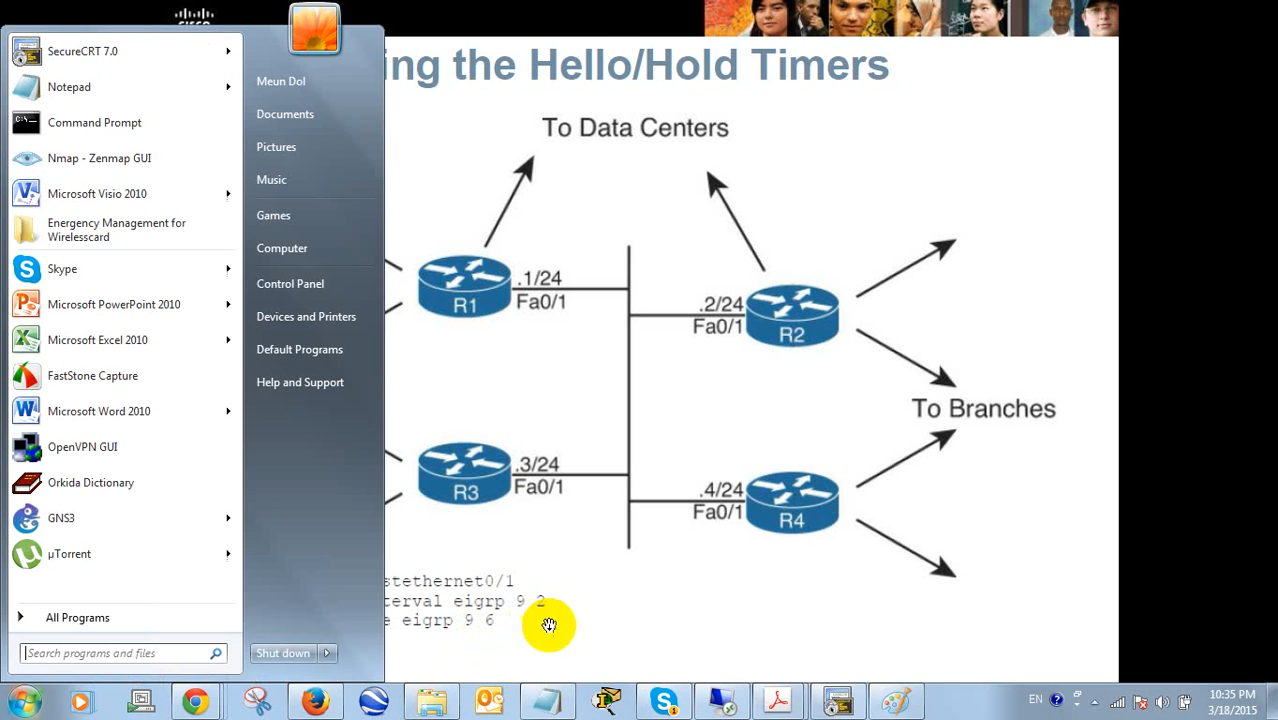 CISCO
ing the Hello/Hold Timers
To Data Centers
.1/24
Fa0/1
R1
.2/24
Fa0/1
R2
To Branches
.3/24
Fa0/1
R3
.4/24
Fa0/1
R4
stethernet0/1
terval eigrp 9 2
e eigrp 9 6
SecureCRT 7.0
Notepad
Command Prompt
Nmap - Zenmap GUI
Microsoft Visio 2010
Emergency Management for
Wirelesscard
Skype
Microsoft PowerPoint 2010
Microsoft Excel 2010
FastStone Capture
Microsoft Word 2010
OpenVPN GUI
Orkida Dictionary
GNS3
µTorrent
All Programs
Search programs and files
Meun Dol
Documents
Pictures
Music
Games
Computer
Control Panel
Devices and Printers
Default Programs
Help and Support
Shut down
EN
10:35 PM
3/18/2015